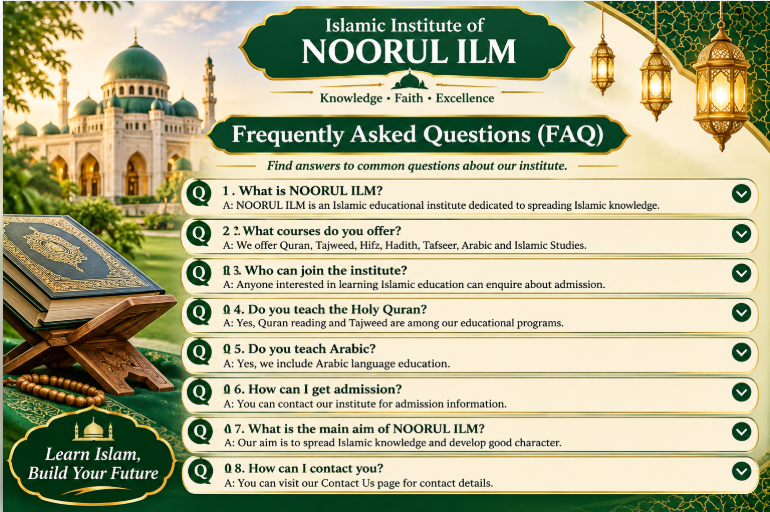 Islamic Institute of
NOORUL ILM
Knowledge • Faith • Excellence
Frequently Asked Questions (FAQ)
Find answers to common questions about our institute.
Q 1 . What is NOORUL ILM?
A: NOORUL ILM is an Islamic educational institute dedicated to spreading Islamic knowledge.
Q 2 2. What courses do you offer?
A: We offer Quran, Tajweed, Hifz, Hadith, Tafseer, Arabic and Islamic Studies.
Q 3. Who can join the institute?
A: Anyone interested in learning Islamic education can enquire about admission.
Q 4. Do you teach the Holy Quran?
A: Yes, Quran reading and Tajweed are among our educational programs.
Q 5. Do you teach Arabic?
A: Yes, we include Arabic language education.
Q 6. How can I get admission?
A: You can contact our institute for admission information.
Q 7. What is the main aim of NOORUL ILM?
A: Our aim is to spread Islamic knowledge and develop good character.
Q 8. How can I contact you?
A: You can visit our Contact Us page for contact details.
Learn Islam,
Build Your Future